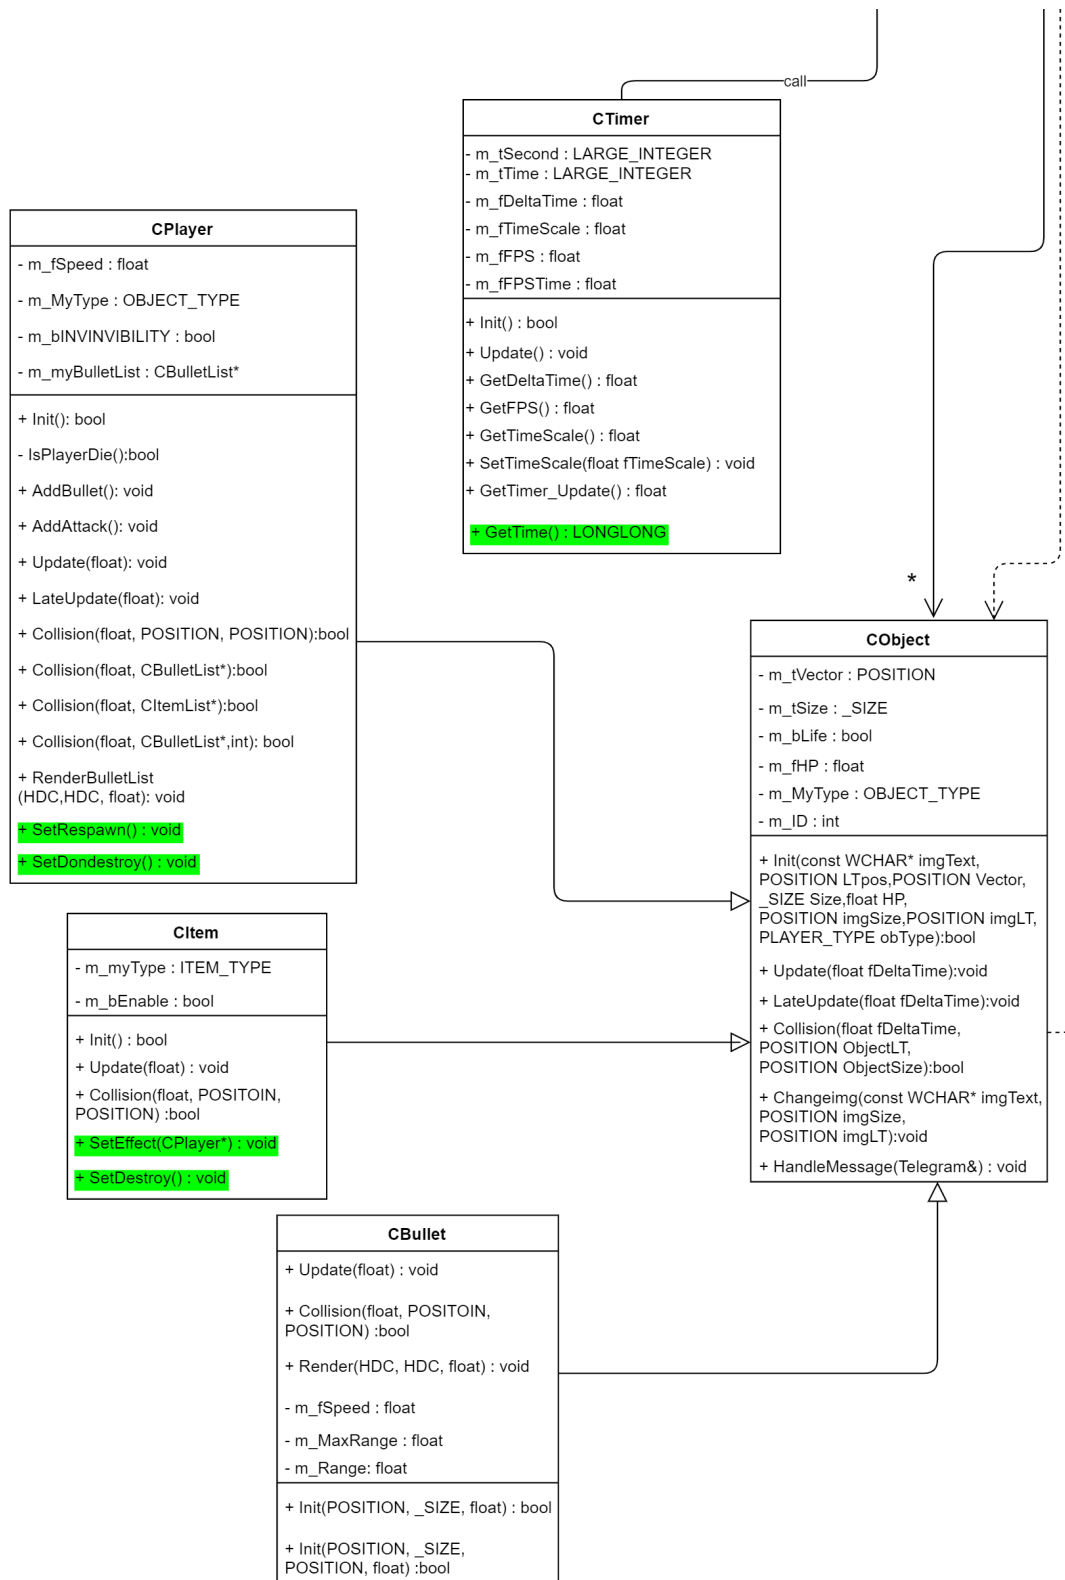 call
CTimer
- m_tSecond : LARGE_INTEGER
- m_tTime : LARGE_INTEGER
- m_fDeltaTime : float
- m_fTimeScale : float
- m_fFPS : float
- m_fFPSTime : float
+ Init() : bool
+ Update() : void
+ GetDeltaTime() : float
+ GetFPS() : float
+ GetTimeScale() : float
+ SetTimeScale(float fTimeScale) : void
+ GetTimer_Update() : float
+ GetTime() : LONGLONG
CPlayer
- m_fSpeed : float
- m_MyType : OBJECT_TYPE
- m_bINVINVIBILITY : bool
- m_myBulletList : CBulletList*
+ Init(): bool
- IsPlayerDie():bool
+ AddBullet(): void
+ AddAttack(): void
+ Update(float): void
+ LateUpdate(float): void
+ Collision(float, POSITION, POSITION):bool
+ Collision(float, CBulletList*):bool
+ Collision(float, CItemList*):bool
+ Collision(float, CBulletList*,int): bool
+ RenderBulletList
(HDC,HDC, float): void
+ SetRespawn() : void
+ SetDondestroy() : void
*
CObject
- m_tVector : POSITION
- m_tSize : _SIZE
- m_bLife : bool
- m_fHP : float
- m_MyType : OBJECT_TYPE
- m_ID : int
+ Init(const WCHAR* imgText,
POSITION LTpos,POSITION Vector,
_SIZE Size,float HP,
POSITION imgSize,POSITION imgLT,
PLAYER_TYPE obType):bool
+ Update(float fDeltaTime):void
+ LateUpdate(float fDeltaTime):void
+ Collision(float fDeltaTime,
POSITION ObjectLT,
POSITION ObjectSize):bool
+ Changeimg(const WCHAR* imgText,
POSITION imgSize,
POSITION imgLT):void
+ HandleMessage(Telegram&) : void
CItem
- m_myType : ITEM_TYPE
- m_bEnable : bool
+ Init() : bool
+ Update(float) : void
+ Collision(float, POSITOIN,
POSITION) :bool
+ SetEffect(CPlayer*) : void
+ SetDestroy() : void
CBullet
+ Update(float) : void
+ Collision(float, POSITOIN,
POSITION) :bool
+ Render(HDC, HDC, float) : void
- m_fSpeed : float
- m_MaxRange : float
- m_Range: float
+ Init(POSITION, _SIZE, float) : bool
+ Init(POSITION, _SIZE,
POSITION, float) :bool